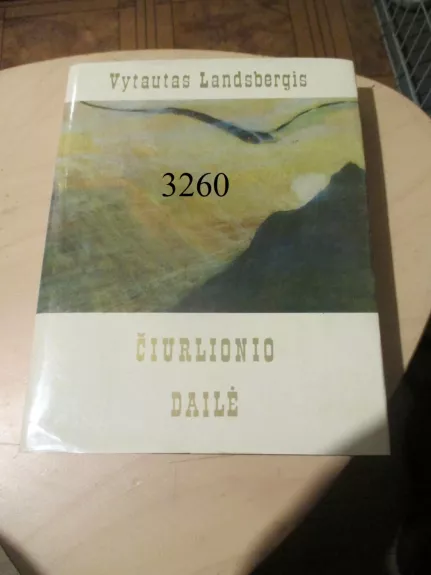 Vytautas Landsbergis
3260
ČIURLIONIO
DAILĖ